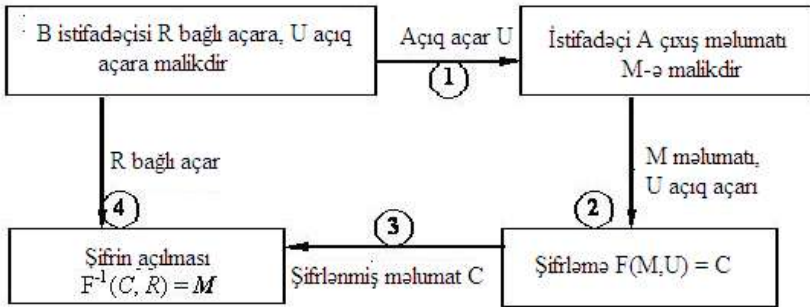 B istifadəçisi R bağlı açara, U açıq
açara malikdir
Açıq açar U
1
İstifadəçi A çıxış məlumatı
M-ə malikdir
R bağlı açar
M məlumatı,
U açıq açarı
4
3
2
Şifrin açılması
F⁻¹(C, R) = M
Şifrlənmiş məlumat C
Şifrləmə F(M,U) = C